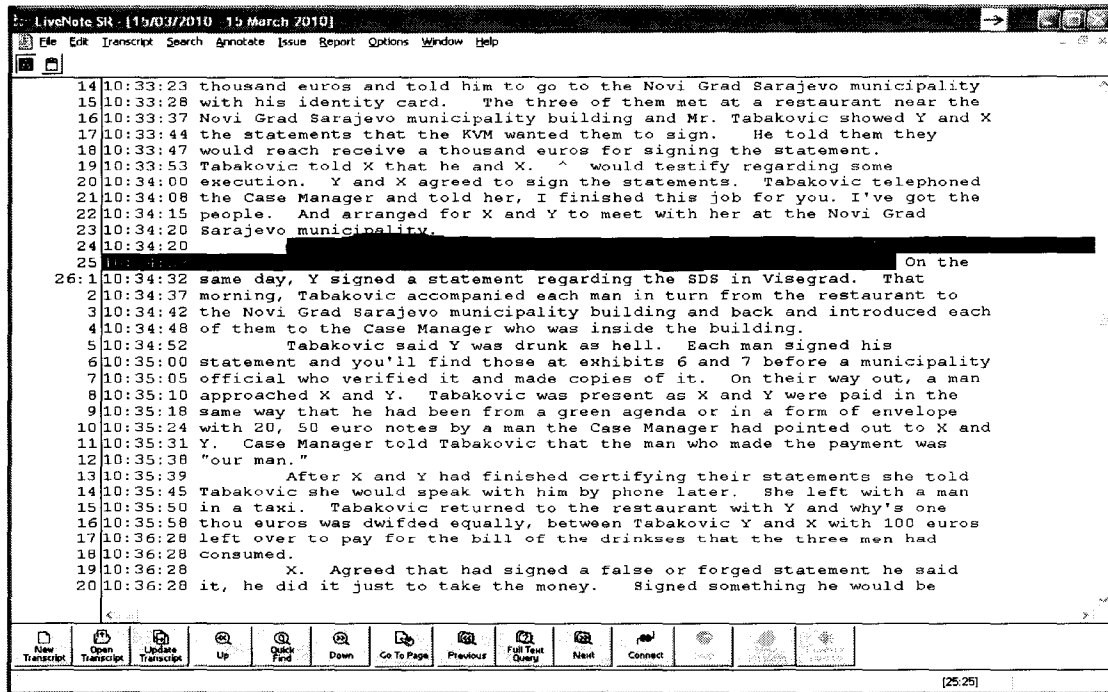 LiveNote SR - [15/03/2010 15 March 2010]
File Edit Transcript Search Annotate Issue Report Options Window Help
14 10:33:23 thousand euros and told him to go to the Novi Grad Sarajevo municipality
15 10:33:28 with his identity card. The three of them met at a restaurant near the
16 10:33:37 Novi Grad Sarajevo municipality building and Mr. Tabakovic showed Y and X
17 10:33:44 the statements that the KVM wanted them to sign. He told them they
18 10:33:47 would reach receive a thousand euros for signing the statement.
19 10:33:53 Tabakovic told X that he and X. ^ would testify regarding some
20 10:34:00 execution. Y and X agreed to sign the statements. Tabakovic telephoned
21 10:34:08 the Case Manager and told her, I finished this job for you. I've got the
22 10:34:15 people. And arranged for X and Y to meet with her at the Novi Grad
23 10:34:20 Sarajevo municipality.
24 10:34:20
25 On the
26:1 10:34:32 same day, Y signed a statement regarding the SDS in Visegrad. That
2 10:34:37 morning, Tabakovic accompanied each man in turn from the restaurant to
3 10:34:42 the Novi Grad Sarajevo municipality building and back and introduced each
4 10:34:48 of them to the Case Manager who was inside the building.
5 10:34:52 Tabakovic said Y was drunk as hell. Each man signed his
6 10:35:00 statement and you'll find those at exhibits 6 and 7 before a municipality
7 10:35:05 official who verified it and made copies of it. On their way out, a man
8 10:35:10 approached X and Y. Tabakovic was present as X and Y were paid in the
9 10:35:18 same way that he had been from a green agenda or in a form of envelope
10 10:35:24 with 20, 50 euro notes by a man the Case Manager had pointed out to X and
11 10:35:31 Y. Case Manager told Tabakovic that the man who made the payment was
12 10:35:38 "our man."
13 10:35:39 After X and Y had finished certifying their statements she told
14 10:35:45 Tabakovic she would speak with him by phone later. She left with a man
15 10:35:50 in a taxi. Tabakovic returned to the restaurant with Y and why's one
16 10:35:58 thou euros was dwifded equally, between Tabakovic Y and X with 100 euros
17 10:36:28 left over to pay for the bill of the drinkses that the three men had
18 10:36:28 consumed.
19 10:36:28 X. Agreed that had signed a false or forged statement he said
20 10:36:28 it, he did it just to take the money. Signed something he would be
New Transcript Open Transcript Update Transcript Up Quick Find Down Go To Page Previous Full Text Query Next Connect
[25:25]